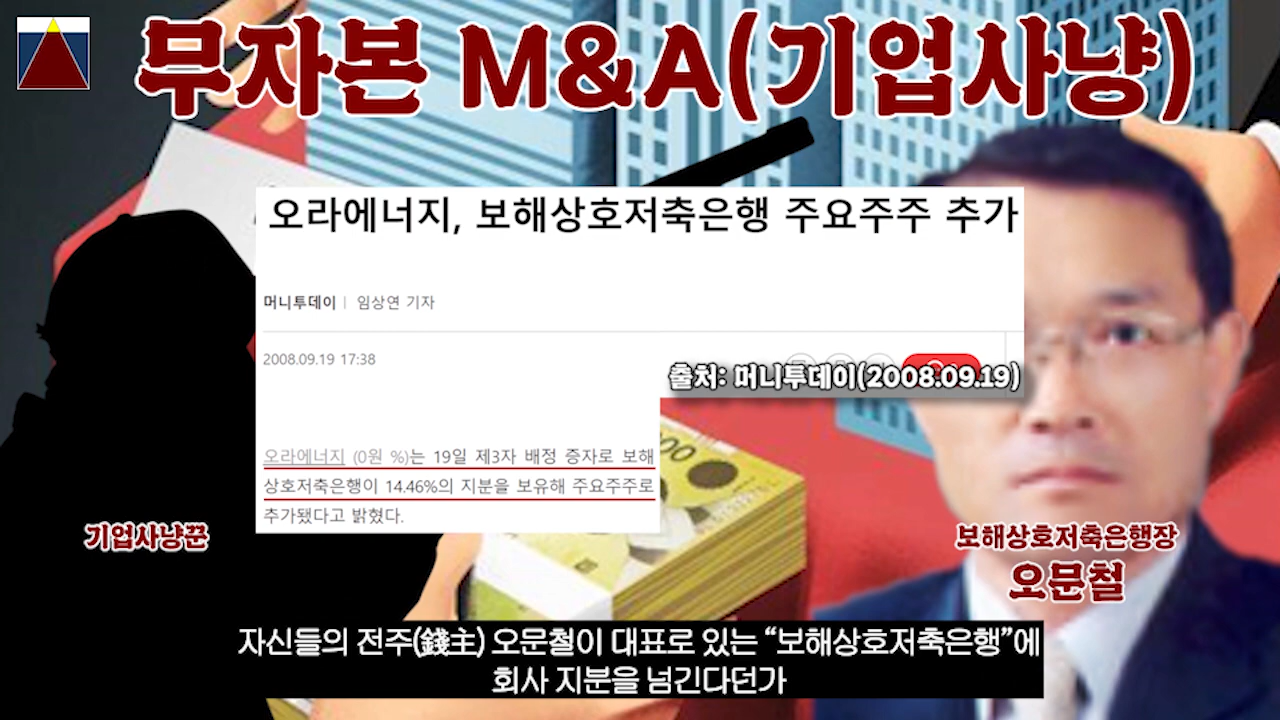 무자본 M&A(기업사냥)
오라에너지, 보해상호저축은행 주요주주 추가
머니투데이 | 임상연 기자
2008.09.19 17:38
출처: 머니투데이(2008.09.19)
오라에너지 (0원 %)는 19일 제3자 배정 증자로 보해
상호저축은행이 14.46%의 지분을 보유해 주요주주로
추가됐다고 밝혔다.
기업사냥꾼
보해상호저축은행장
오문철
자신들의 전주(錢主) 오문철이 대표로 있는 “보해상호저축은행”에
회사 지분을 넘긴다던가